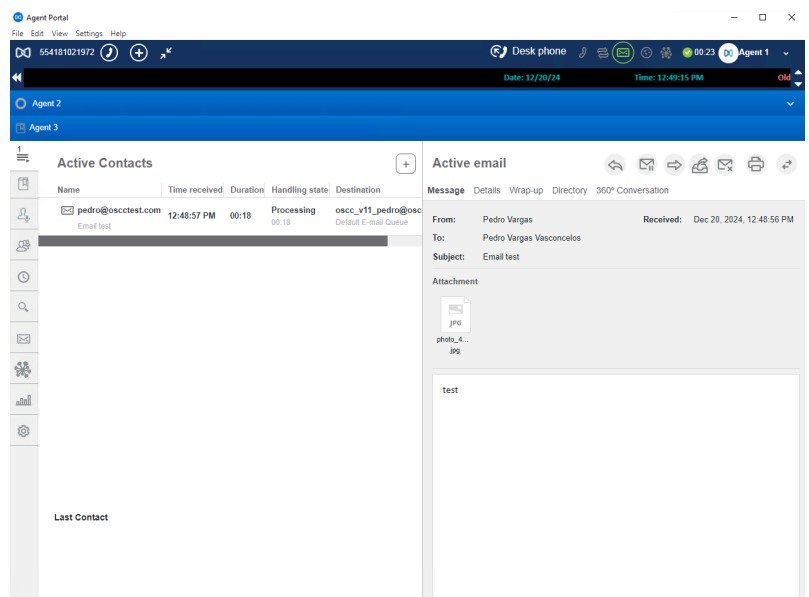 Agent Portal
File Edit View Settings Help
554181021972 Desk phone 00:23 Agent 1
Date: 12/20/24 Time: 12:49:15 PM Old
Agent 2
Agent 3
1
Active Contacts
Name Time received Duration Handling state Destination
pedro@oscctest.com 12:48:57 PM 00:18 Processing oscc_v11_pedro@osc
Email test 00:18 Default E-mail Queue
Last Contact
Active email
Message Details Wrap-up Directory 360º Conversation
From: Pedro Vargas Received: Dec 20, 2024, 12:48:56 PM
To: Pedro Vargas Vasconcelos
Subject: Email test
Attachment
JPG
photo_4...
jpg
test